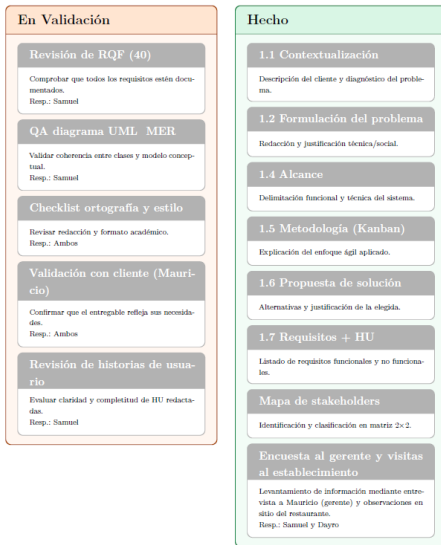 En Validación
Revisión de RQF (40)
Comprobar que todos los requisitos estén docu-
mentados.
Resp.: Samuel
QA diagrama UML MER
Validar coherencia entre clases y modelo concep-
tual.
Resp.: Samuel
Checklist ortografía y estilo
Revisar redacción y formato académico.
Resp.: Ambos
Validación con cliente (Mauri-
cio)
Confirmar que el entregable refleja sus necesida-
des.
Resp.: Ambos
Revisión de historias de usua-
rio
Evaluar claridad y completitud de HU redacta-
das.
Resp.: Samuel
Hecho
1.1 Contextualización
Descripción del cliente y diagnóstico del proble-
ma.
1.2 Formulación del problema
Redacción y justificación técnica/social.
1.4 Alcance
Delimitación funcional y técnica del sistema.
1.5 Metodología (Kanban)
Explicación del enfoque ágil aplicado.
1.6 Propuesta de solución
Alternativas y justificación de la elegida.
1.7 Requisitos + HU
Listado de requisitos funcionales y no funciona-
les.
Mapa de stakeholders
Identificación y clasificación en matriz 2×2.
Encuesta al gerente y visitas
al establecimiento
Levantamiento de información mediante entre-
vista a Mauricio (gerente) y observaciones en
sitio del restaurante.
Resp.: Samuel y Dayro